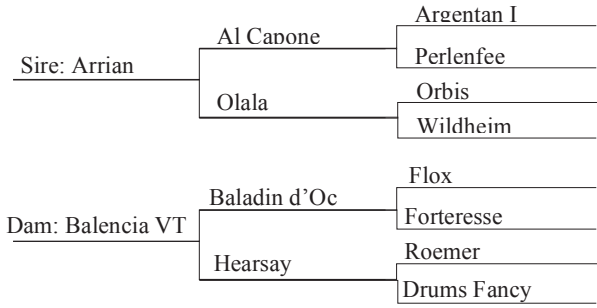 Argentan I
Al Capone
Perlenfee
Sire: Arrian
Orbis
Olala
Wildheim
Flox
Baladin d’Oc
Forteresse
Dam: Balencia VT
Roemer
Hearsay
Drums Fancy